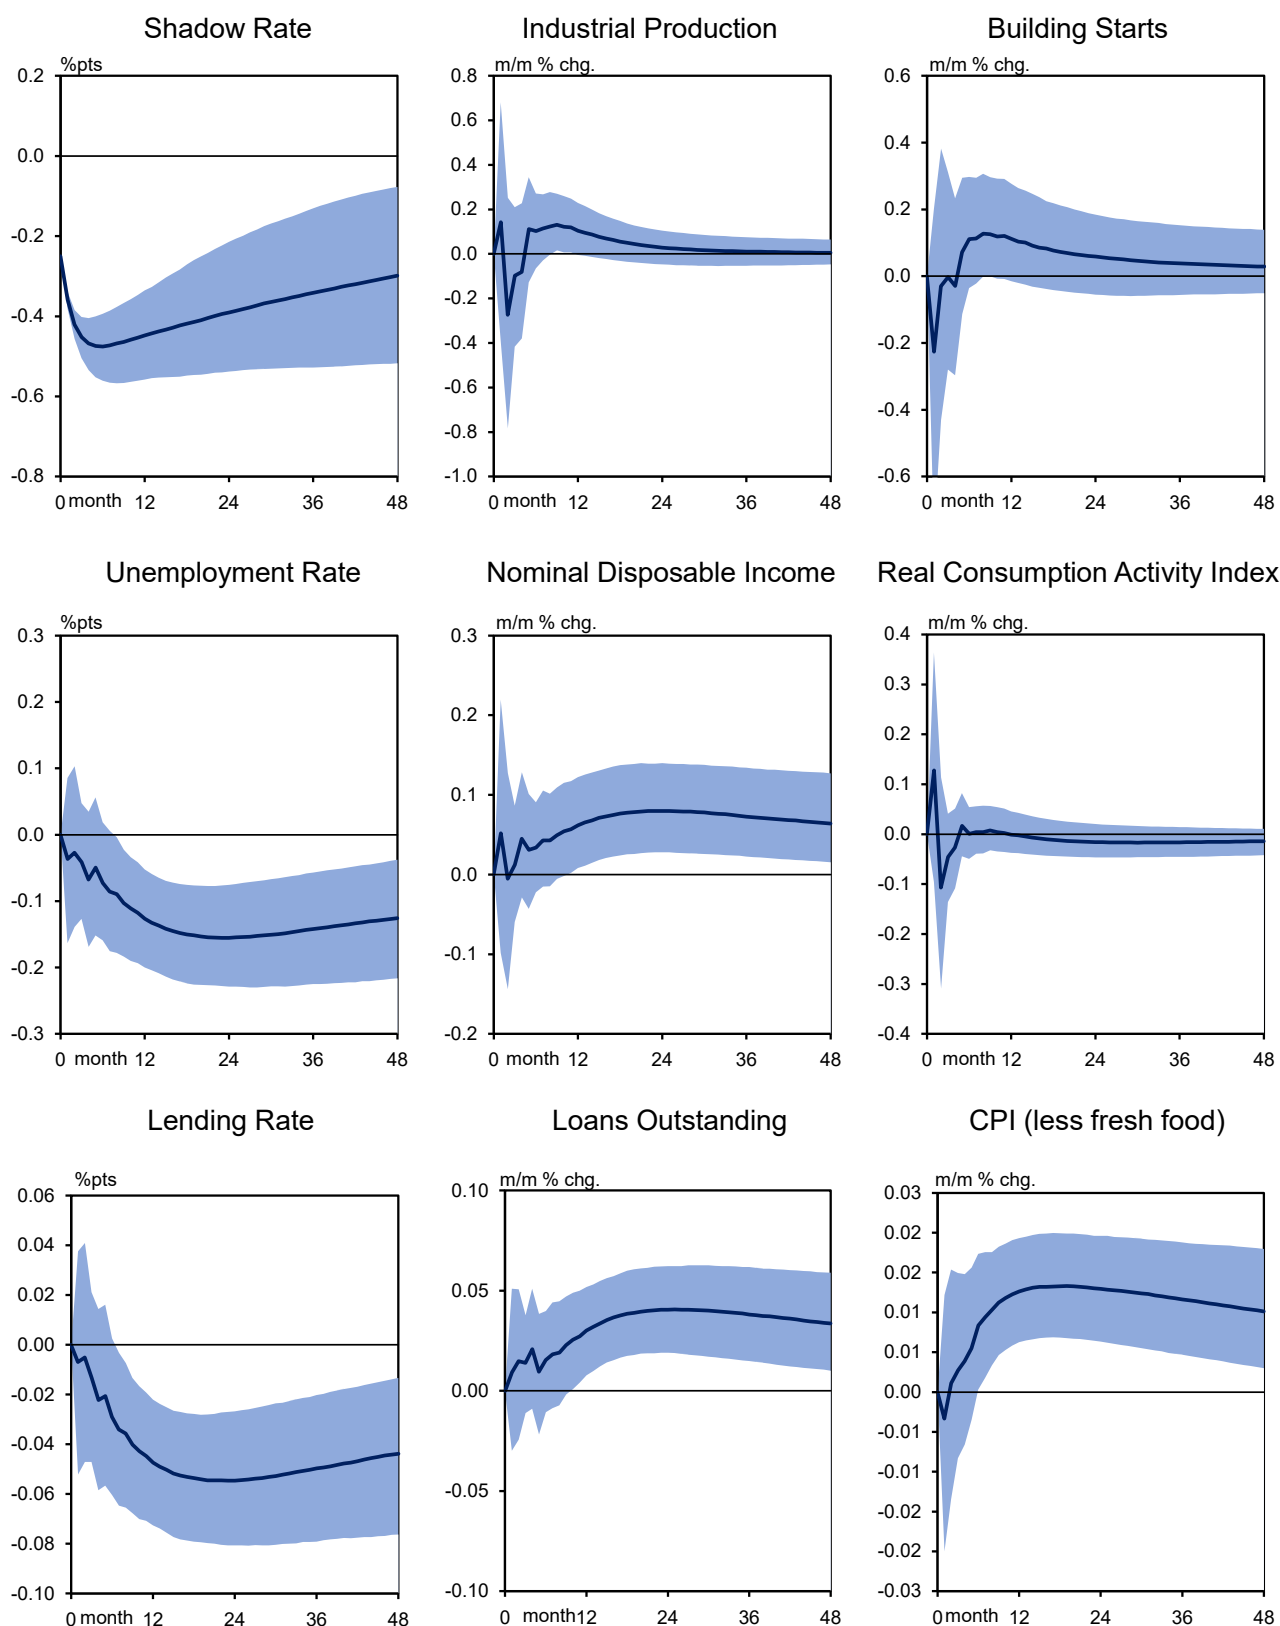 Shadow Rate
%pts
0.2
0.0
-0.2
-0.4
-0.6
-0.8
0 month 12 24 36 48
Industrial Production
m/m % chg.
0.8
0.6
0.4
0.2
0.0
-0.2
-0.4
-0.6
-0.8
-1.0
0 month 12 24 36 48
Building Starts
m/m % chg.
0.6
0.4
0.2
0.0
-0.2
-0.4
-0.6
0 month 12 24 36 48
Unemployment Rate
%pts
0.3
0.2
0.1
0.0
-0.1
-0.2
-0.3
0 month 12 24 36 48
Nominal Disposable Income
m/m % chg.
0.3
0.2
0.1
0.0
-0.1
-0.2
0 month 12 24 36 48
Real Consumption Activity Index
m/m % chg.
0.4
0.3
0.2
0.1
0.0
-0.1
-0.2
-0.3
-0.4
0 month 12 24 36 48
Lending Rate
%pts
0.06
0.04
0.02
0.00
-0.02
-0.04
-0.06
-0.08
-0.10
0 month 12 24 36 48
Loans Outstanding
m/m % chg.
0.10
0.05
0.00
-0.05
-0.10
0 month 12 24 36 48
CPI (less fresh food)
m/m % chg.
0.03
0.02
0.02
0.01
0.01
0.00
-0.01
-0.01
-0.02
-0.02
-0.03
0 month 12 24 36 48